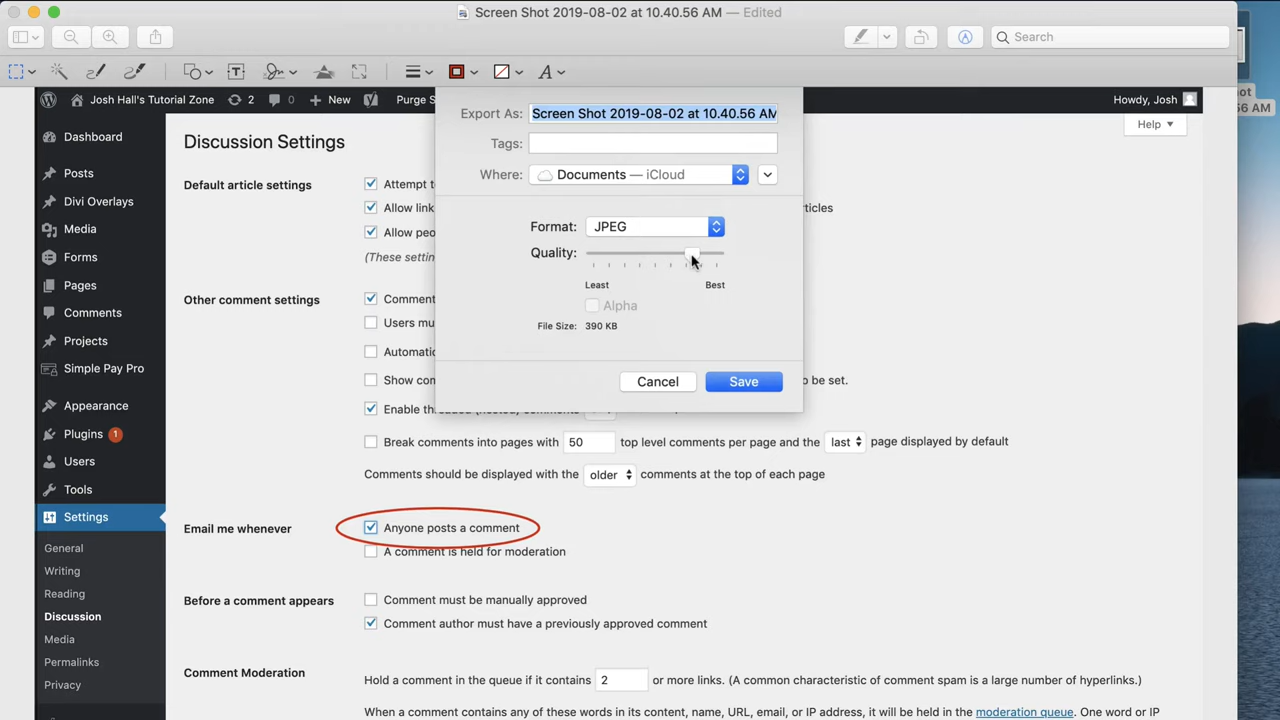 Screen Shot 2019-08-02 at 10.40.56 AM — Edited
Search
Josh Hall's Tutorial Zone 2 0 New Purge S
Howdy, Josh
Help
Dashboard
Posts
Divi Overlays
Media
Forms
Pages
Comments
Projects
Simple Pay Pro
Appearance
Plugins 1
Users
Tools
Settings
General
Writing
Reading
Discussion
Media
Permalinks
Privacy
Export As: Screen Shot 2019-08-02 at 10.40.56 AM
Tags:
Where: Documents — iCloud
Format: JPEG
Quality:
Least Best
Alpha
File Size: 390 KB
Cancel Save
Discussion Settings
Default article settings
Attempt t
Allow link rticles
Allow peo
(These settin
Other comment settings
Comment
Users mu
Automatic
Show com o be set.
Enable threaded (nested) comments
Break comments into pages with 50 top level comments per page and the last page displayed by default
Comments should be displayed with the older comments at the top of each page
Email me whenever
Anyone posts a comment
A comment is held for moderation
Before a comment appears
Comment must be manually approved
Comment author must have a previously approved comment
Comment Moderation
Hold a comment in the queue if it contains 2 or more links. (A common characteristic of comment spam is a large number of hyperlinks.)
When a comment contains any of these words in its content, name, URL, email, or IP address, it will be held in the moderation queue. One word or IP
ot
6 AM